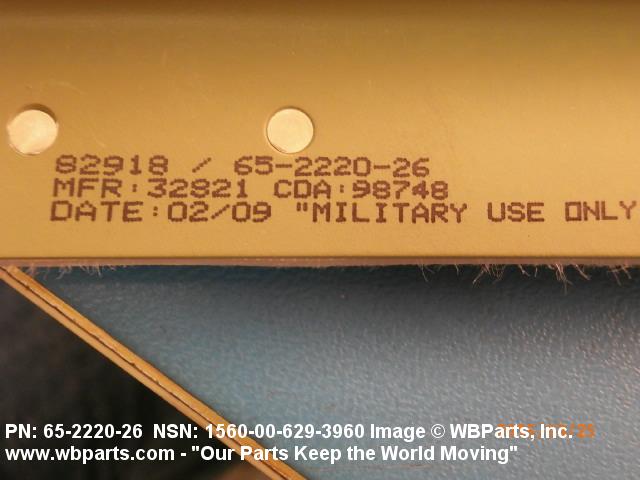 82918 / 65-2220-26
MFR:32821 CDA:98748
DATE:02/09 "MILITARY USE ONLY
PN: 65-2220-26 NSN: 1560-00-629-3960 Image © WBParts, Inc.
www.wbparts.com - "Our Parts Keep the World Moving"